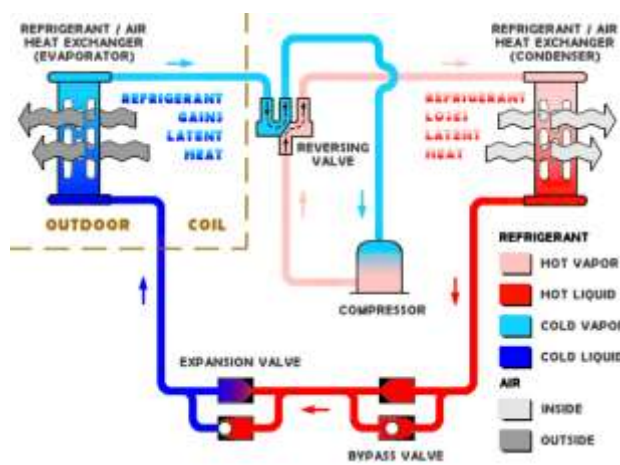 REFRIGERANT / AIR
HEAT EXCHANGER
(EVAPORATOR)
REFRIGERANT / AIR
HEAT EXCHANGER
(CONDENSER)
REFRIGERANT
GAINS
LATENT
HEAT
REFRIGERANT
LOSES
LATENT
HEAT
REVERSING
VALVE
OUTDOOR COIL
COMPRESSOR
EXPANSION VALVE
BYPASS VALVE
REFRIGERANT
HOT VAPOR
HOT LIQUID
COLD VAPOR
COLD LIQUID
AIR
INSIDE
OUTSIDE